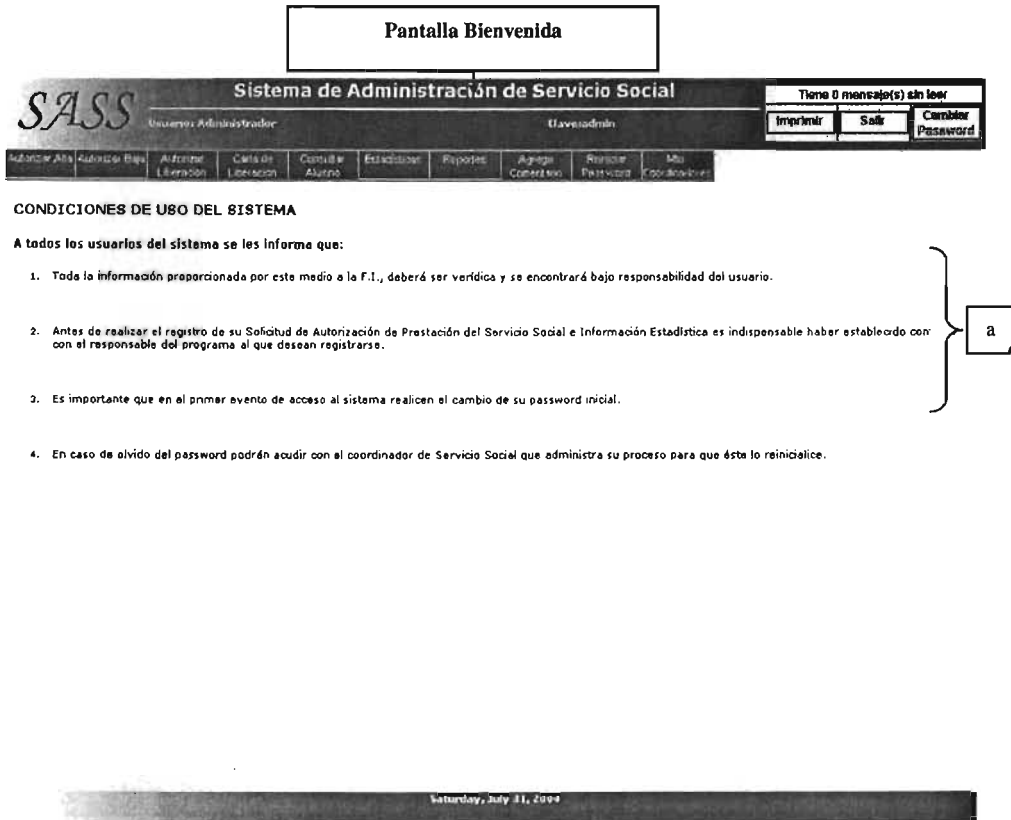 Pantalla Bienvenida
SASS
Sistema de Administración de Servicio Social
Usuario: Administrador
Clave:admin
Tiene 0 mensaje(s) sin leer
Imprimir
Salir
Cambiar Password
Autorizar Alta
Autorizar Baja
Autorizar Liberación
Carta de Liberación
Consultar Alumno
Estadísticas
Reportes
Agregar Comentario
Reiniciar Password
Mis Coordinadores
CONDICIONES DE USO DEL SISTEMA
A todos los usuarios del sistema se les informa que:
1. Toda la información proporcionada por este medio a la F.I., deberá ser verídica y se encontrará bajo responsabilidad del usuario.
2. Antes de realizar el registro de su Solicitud de Autorización de Prestación del Servicio Social e Información Estadística es indispensable haber establecido con
con el responsable del programa al que desean registrarse.
3. Es importante que en el primer evento de acceso al sistema realicen el cambio de su password inicial.
4. En caso de olvido del password podrán acudir con el coordinador de Servicio Social que administra su proceso para que éste lo reinicialice.
a
Saturday, July 31, 2004